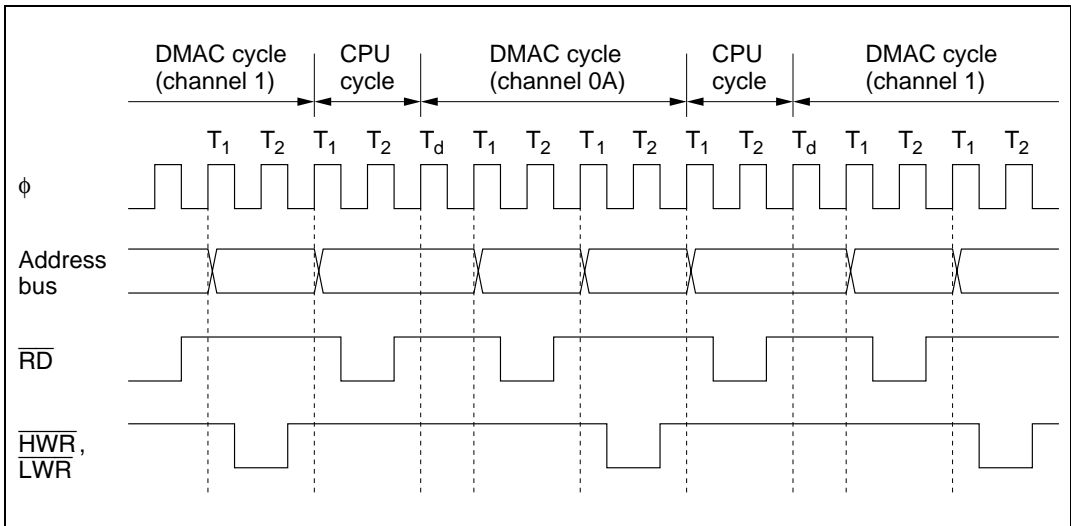 DMAC cycle
(channel 1)
CPU
cycle
DMAC cycle
(channel 0A)
CPU
cycle
DMAC cycle
(channel 1)
T1 T2 T1 T2 Td T1 T2 T1 T2 T1 T2 Td T1 T2 T1 T2
φ
Address
bus
RD
HWR,
LWR